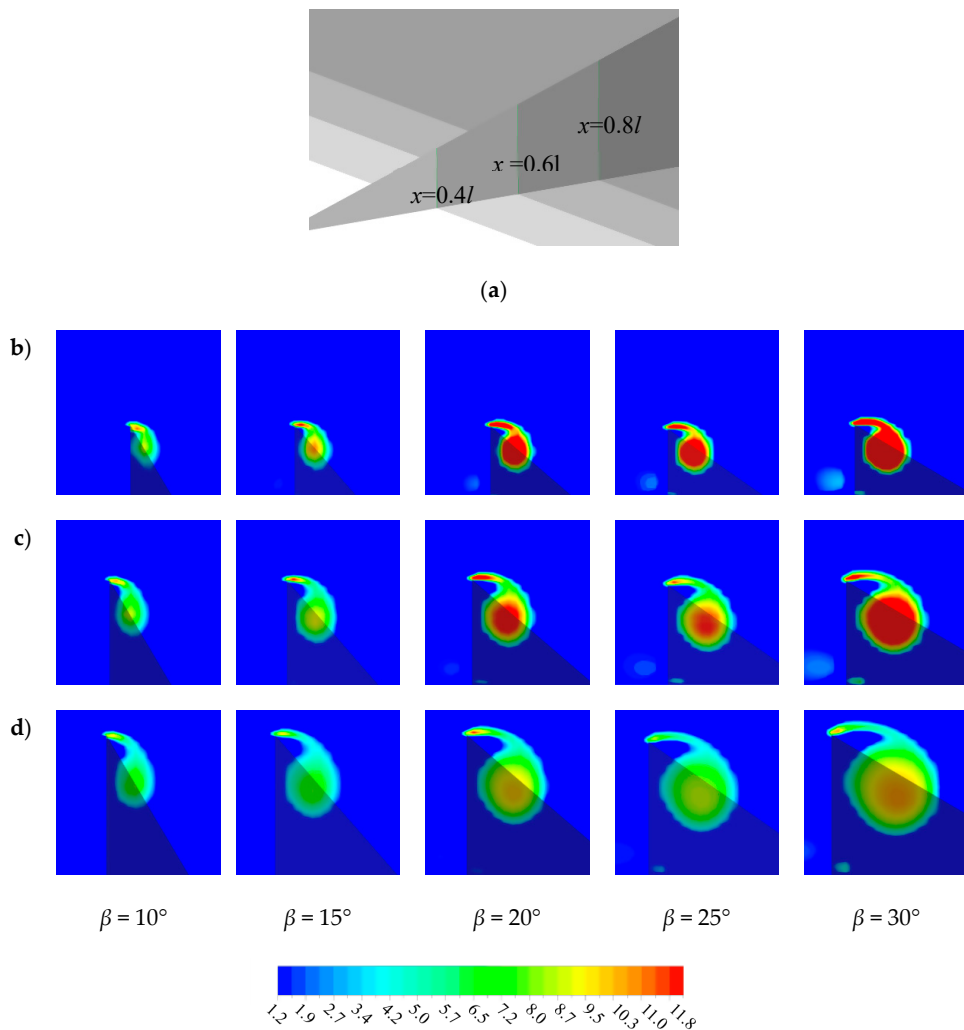 x=0.8l
x =0.6l
x=0.4l
(a)
b)
c)
d)
β = 10° β = 15° β = 20° β = 25° β = 30°
1.2 1.9 2.7 3.4 4.2 5.0 5.7 6.5 7.2 8.0 8.7 9.5 10.3 11.0 11.8